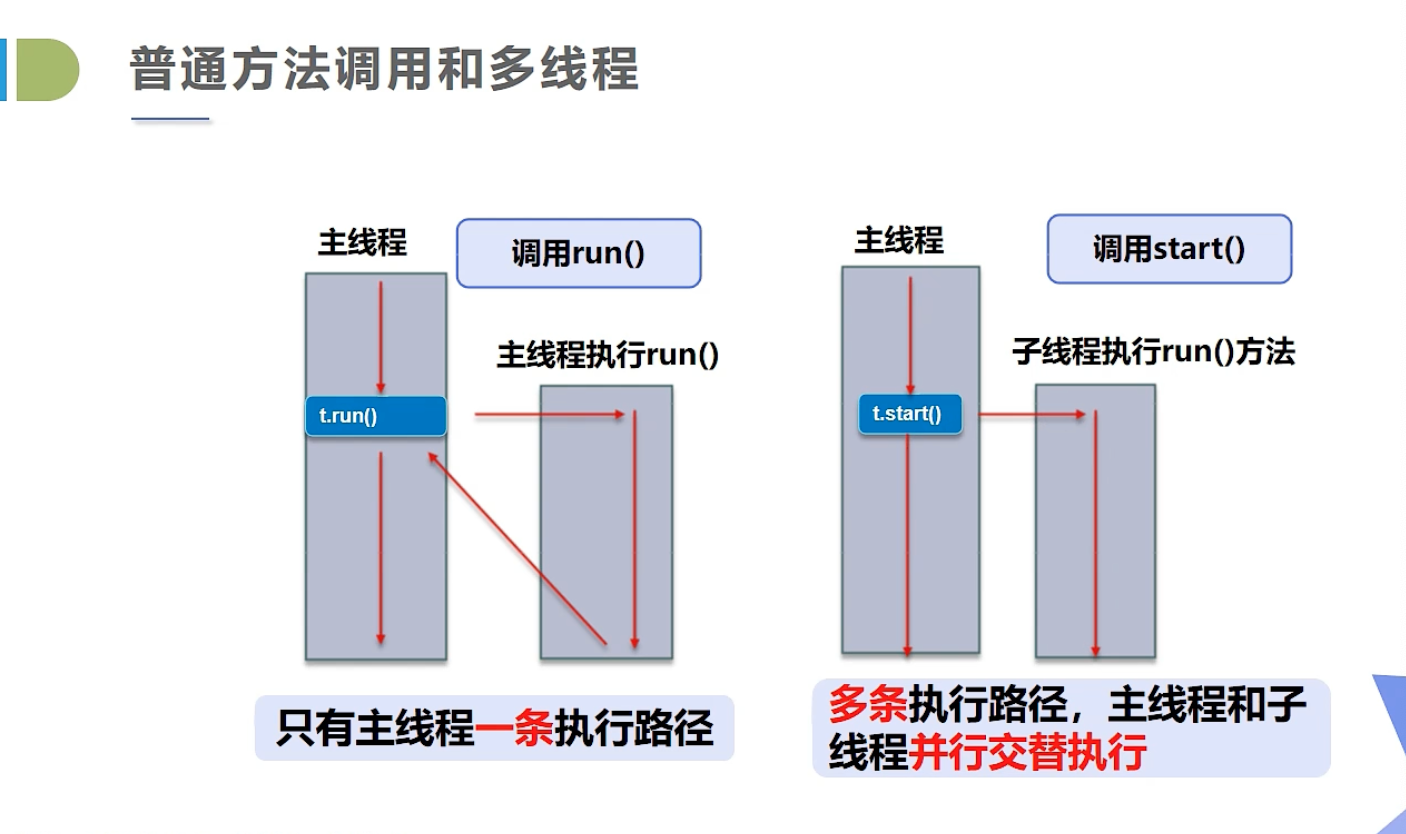 普通方法调用和多线程
主线程
调用run()
主线程执行run()
t.run()
只有主线程一条执行路径
主线程
调用start()
子线程执行run()方法
t.start()
多条执行路径，主线程和子
线程并行交替执行